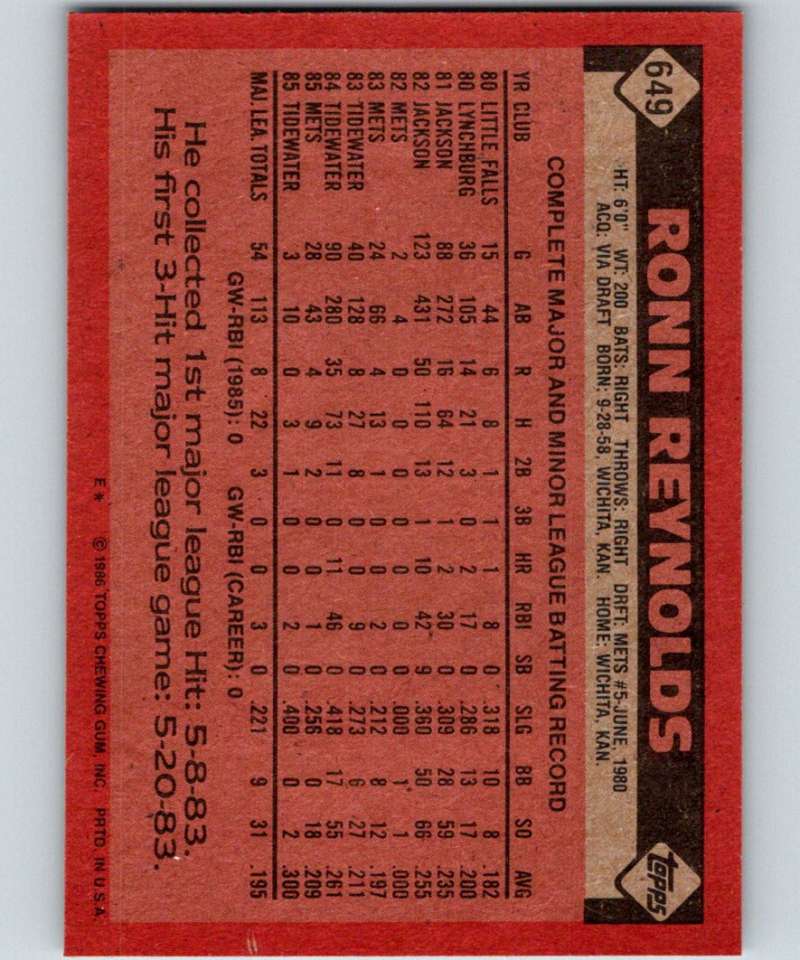 649
RONN REYNOLDS
topps
HT: 6'0" WT: 200 BATS: RIGHT THROWS: RIGHT DRFT: METS #5-JUNE, 1980
ACQ: VIA DRAFT BORN: 9-28-58, WICHITA, KAN. HOME: WICHITA, KAN.
COMPLETE MAJOR AND MINOR LEAGUE BATTING RECORD
YR CLUB G AB R H 2B 3B HR RBI SB SLG BB SO AVG
80 LITTLE FALLS 15 44 6 8 1 1 1 8 0 .318 10 8 .182
80 LYNCHBURG 36 105 14 21 3 0 2 17 0 .286 13 17 .200
81 JACKSON 88 272 16 64 12 1 2 30 0 .309 28 59 .235
82 JACKSON 123 431 50 110 13 1 10 42 9 .360 50 66 .255
82 METS 2 4 0 0 0 0 0 0 0 .000 1 1 .000
83 METS 24 66 4 13 1 0 0 2 0 .212 8 12 .197
83 TIDEWATER 40 128 8 27 8 0 0 9 0 .273 6 27 .211
84 TIDEWATER 90 280 35 73 11 0 11 46 0 .418 17 55 .261
85 METS 28 43 4 9 2 0 0 1 0 .256 0 18 .209
85 TIDEWATER 3 10 0 3 1 0 0 2 0 .400 0 2 .300
MAJ. LEA. TOTALS 54 113 8 22 3 0 0 3 0 .221 9 31 .195
GW-RBI (1985): 0 GW-RBI (CAREER): 0
He collected 1st major league Hit: 5-8-83.
His first 3-Hit major league game: 5-20-83.
E* © 1986 TOPPS CHEWING GUM, INC. PRTD. IN U.S.A.